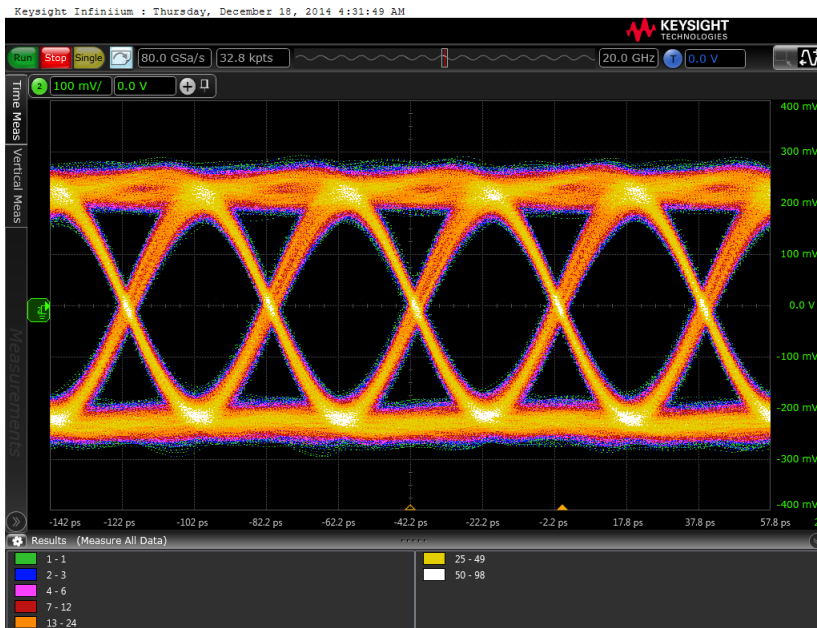 Keysight Infiniium : Thursday, December 18, 2014 4:31:49 AM
KEYSIGHT
TECHNOLOGIES
Run Stop Single 80.0 GSa/s 32.8 kpts 20.0 GHz T 0.0 V
2 100 mV/ 0.0 V
Time Meas
Vertical Meas
Measurements
400 mV
300 mV
200 mV
100 mV
0.0 V
-100 mV
-200 mV
-300 mV
-400 mV
-142 ps -122 ps -102 ps -82.2 ps -62.2 ps -42.2 ps -22.2 ps -2.2 ps 17.8 ps 37.8 ps 57.8 ps
Results (Measure All Data)
1 - 1
2 - 3
4 - 6
7 - 12
13 - 24
25 - 49
50 - 98